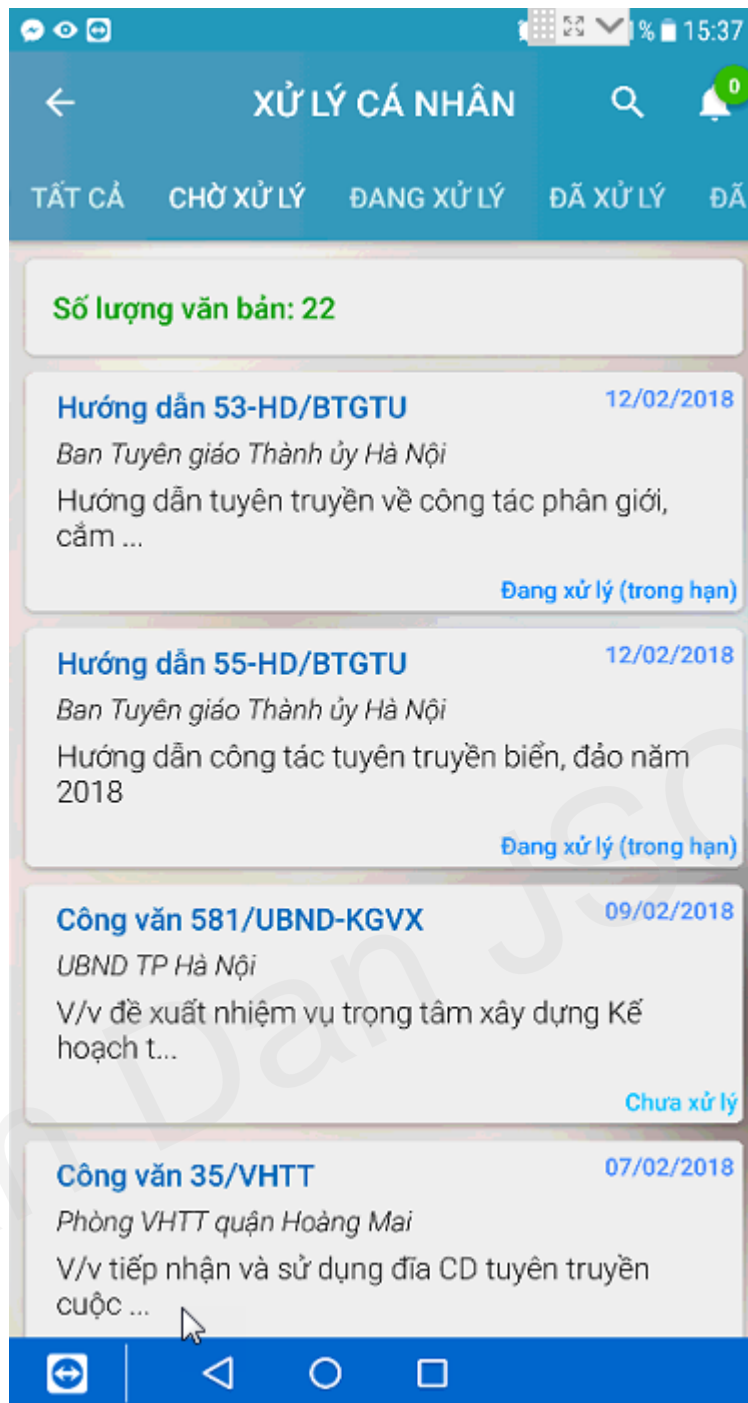 % 15:37
XỬ LÝ CÁ NHÂN
0
TẤT CẢ CHỜ XỬ LÝ ĐANG XỬ LÝ ĐÃ XỬ LÝ ĐÃ
Số lượng văn bản: 22
Hướng dẫn 53-HD/BTGTU 12/02/2018
Ban Tuyên giáo Thành ủy Hà Nội
Hướng dẫn tuyên truyền về công tác phân giới,
cắm ...
Đang xử lý (trong hạn)
Hướng dẫn 55-HD/BTGTU 12/02/2018
Ban Tuyên giáo Thành ủy Hà Nội
Hướng dẫn công tác tuyên truyền biển, đảo năm
2018
Đang xử lý (trong hạn)
Công văn 581/UBND-KGVX 09/02/2018
UBND TP Hà Nội
V/v đề xuất nhiệm vụ trọng tâm xây dựng Kế
hoạch t...
Chưa xử lý
Công văn 35/VHTT 07/02/2018
Phòng VHTT quận Hoàng Mai
V/v tiếp nhận và sử dụng đĩa CD tuyên truyền
cuộc ...